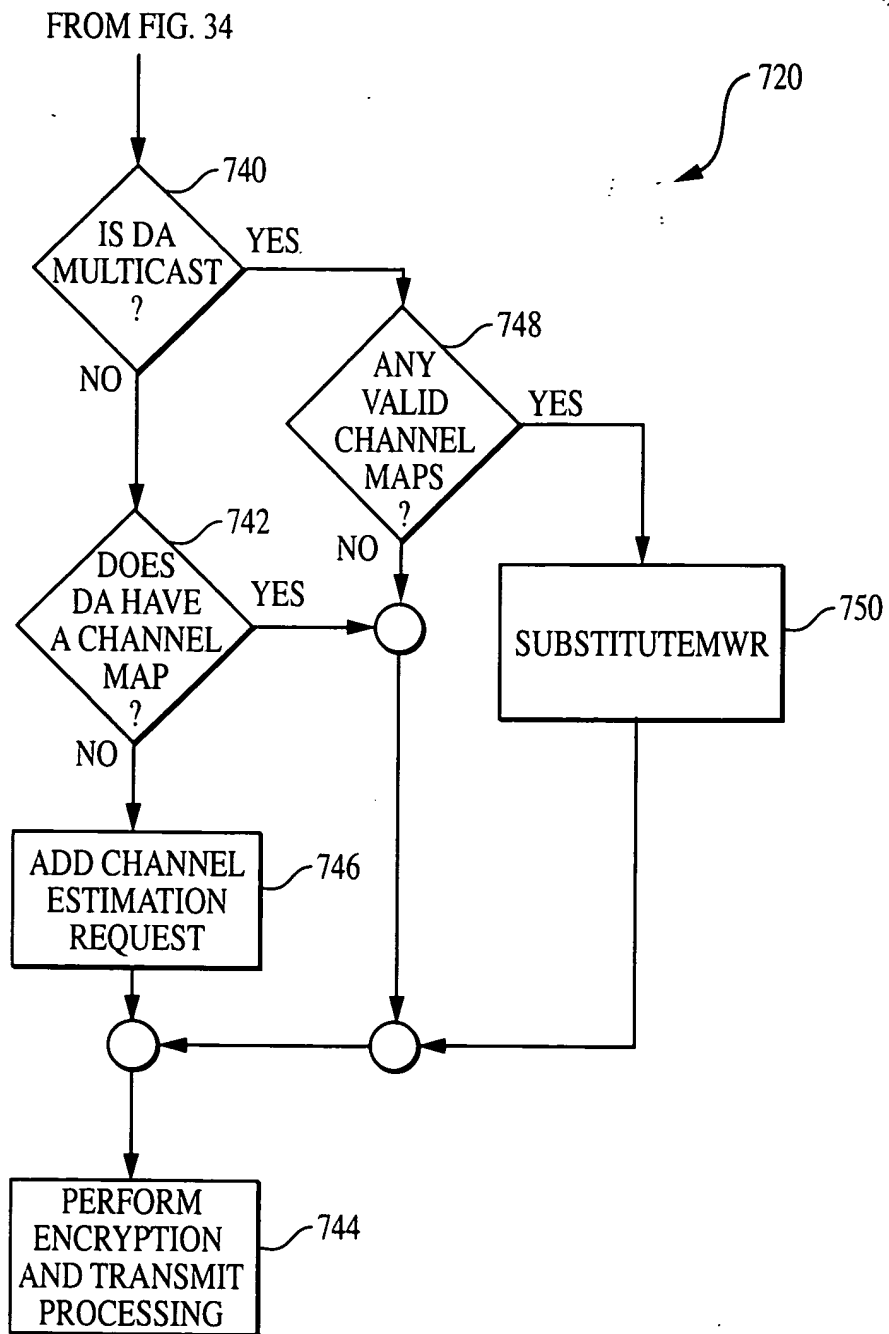 FROM FIG. 34
720
740
IS DA
MULTICAST
?
YES
NO
748
ANY
VALID
CHANNEL
MAPS
?
YES
NO
742
DOES
DA HAVE
A CHANNEL
MAP
?
YES
NO
SUBSTITUTEMWR
750
ADD CHANNEL
ESTIMATION
REQUEST
746
PERFORM
ENCRYPTION
AND TRANSMIT
PROCESSING
744